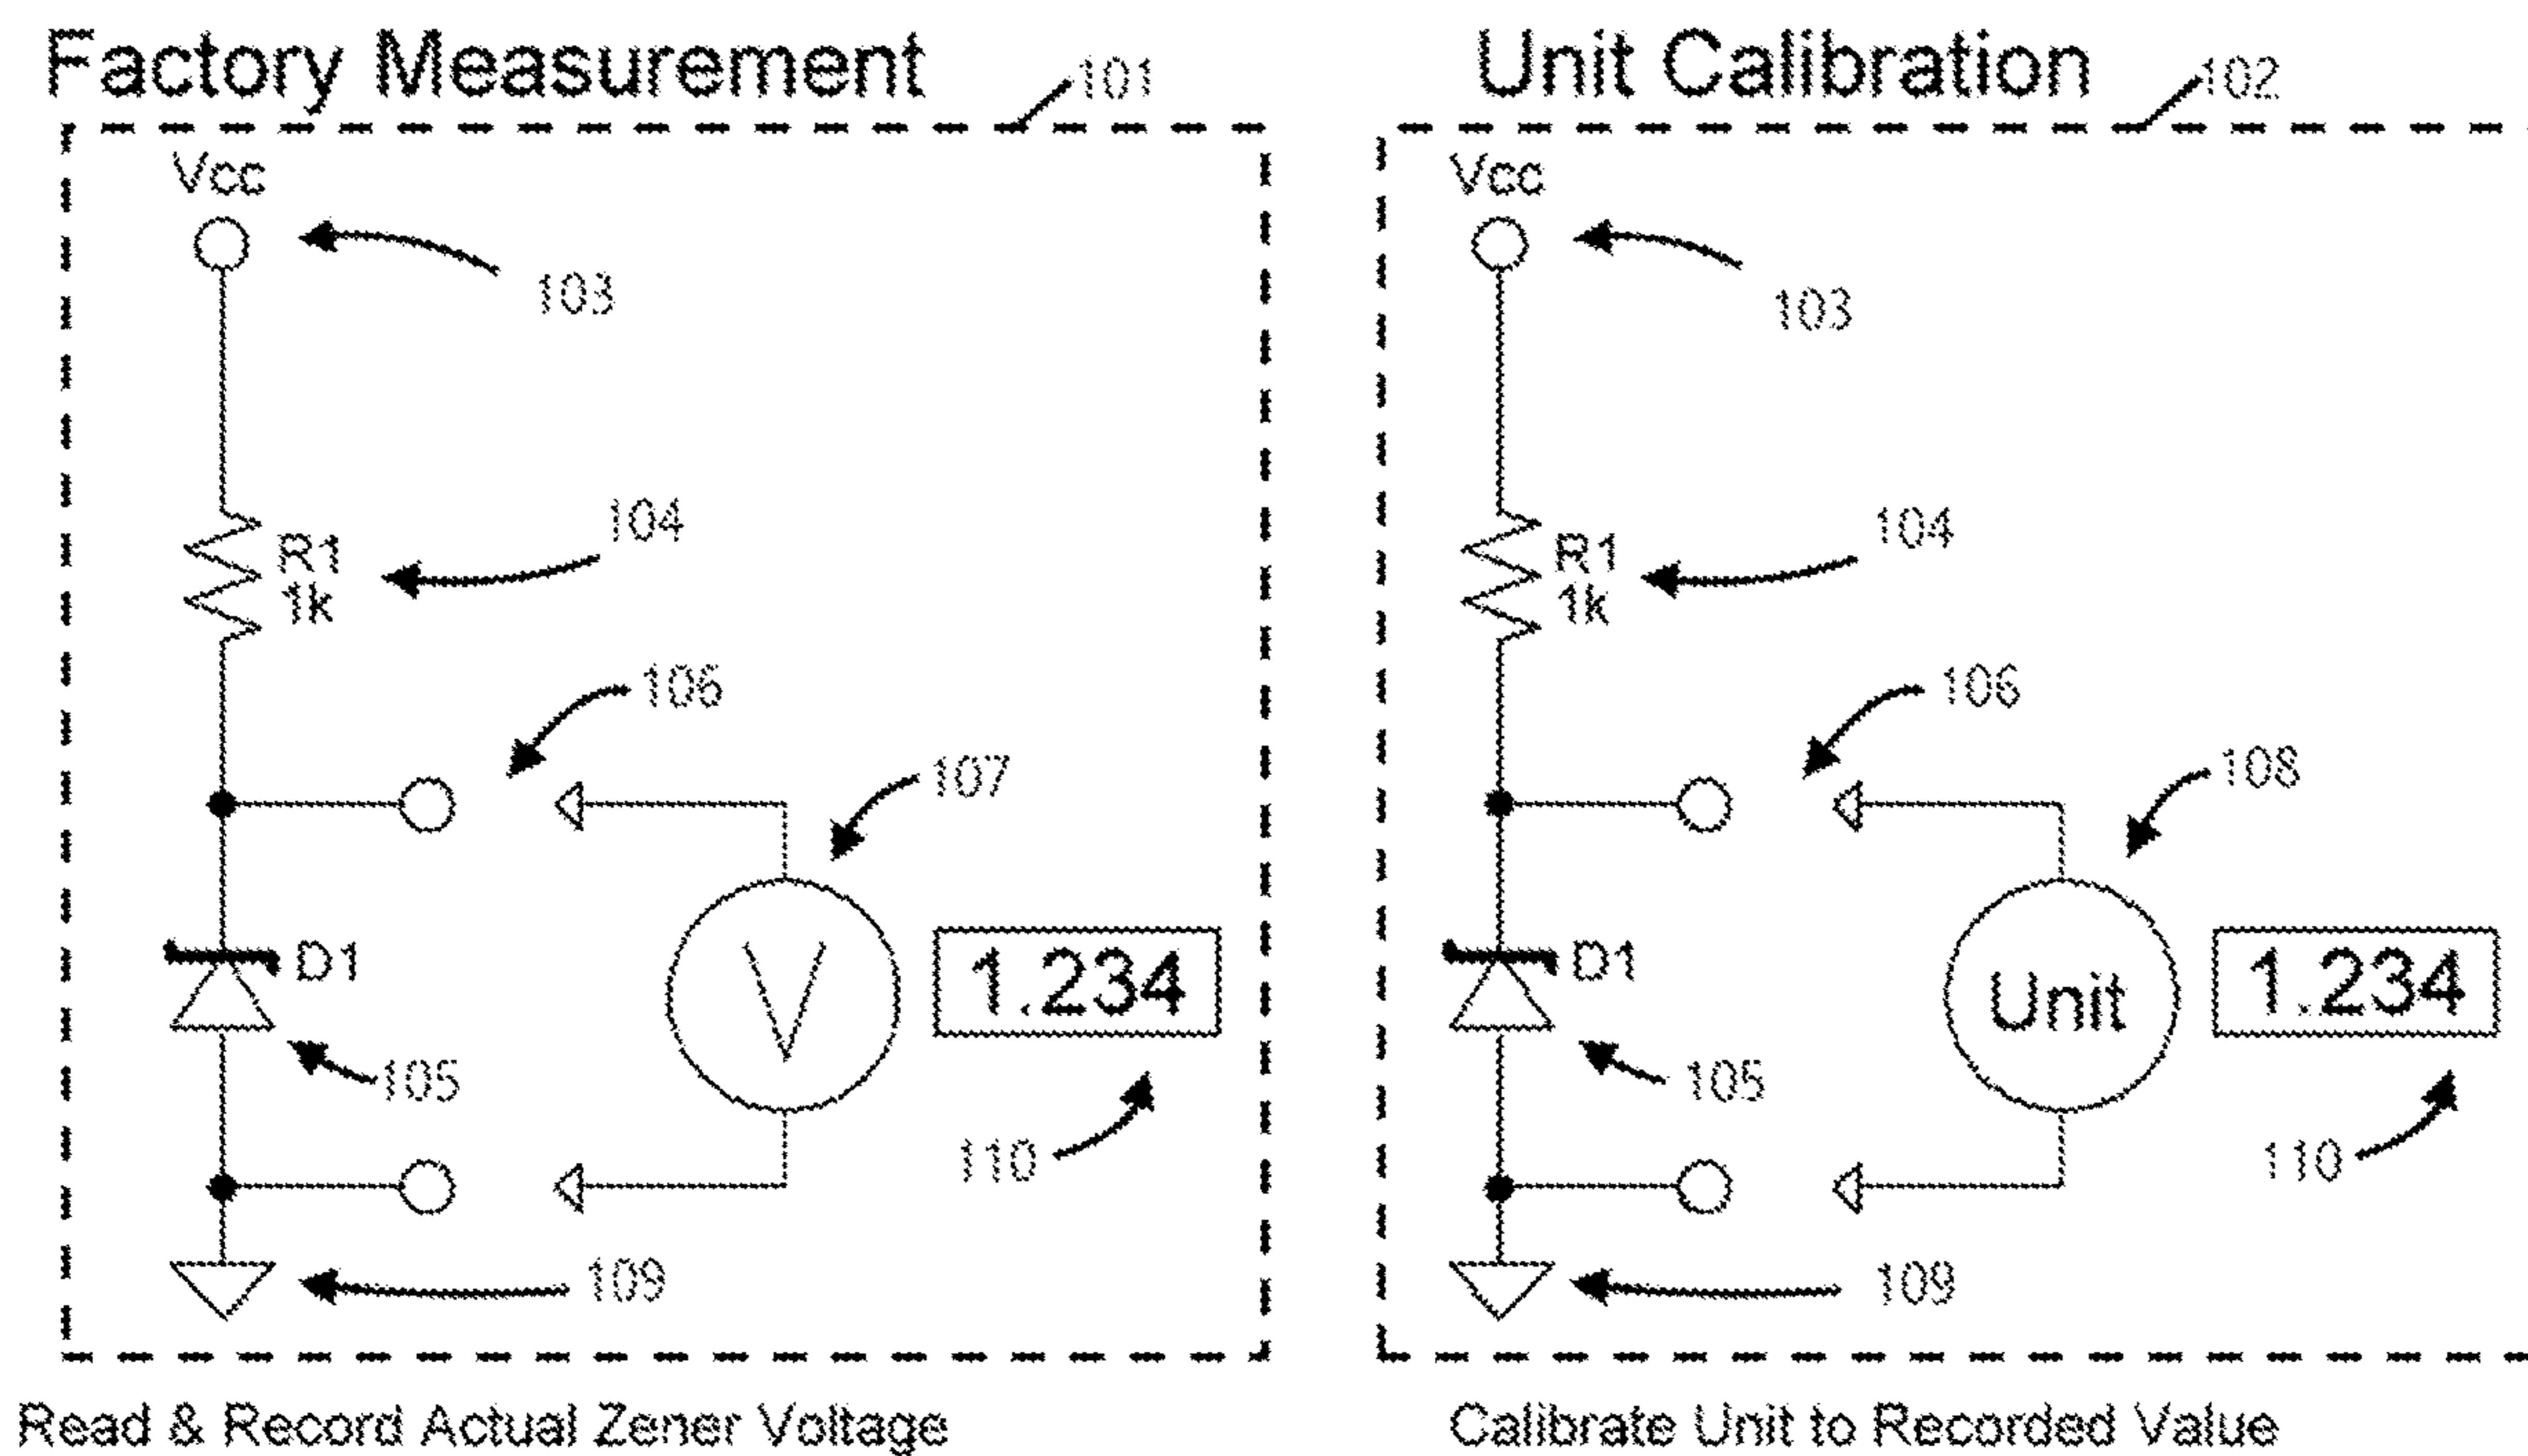 Factory Measurement
101
Vcc
103
R1
1k
104
106
107
D1
V
1.234
105
110
109
Read & Record Actual Zener Voltage
Unit Calibration
102
Vcc
103
R1
1k
104
106
108
D1
Unit
1.234
105
110
109
Calibrate Unit to Recorded Value